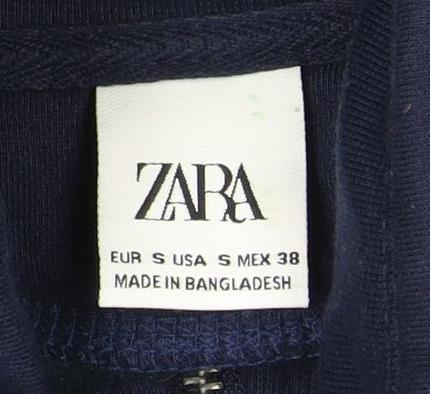 ZARA
EUR S USA S MEX 38
MADE IN BANGLADESH